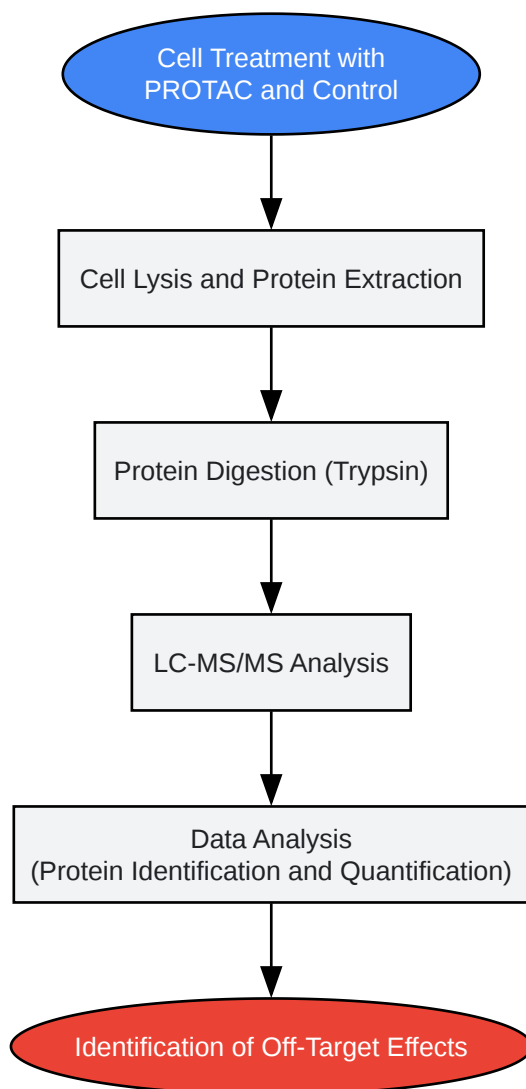 Cell Treatment with
PROTAC and Control
Cell Lysis and Protein Extraction
Protein Digestion (Trypsin)
LC-MS/MS Analysis
Data Analysis
(Protein Identification and Quantification)
Identification of Off-Target Effects